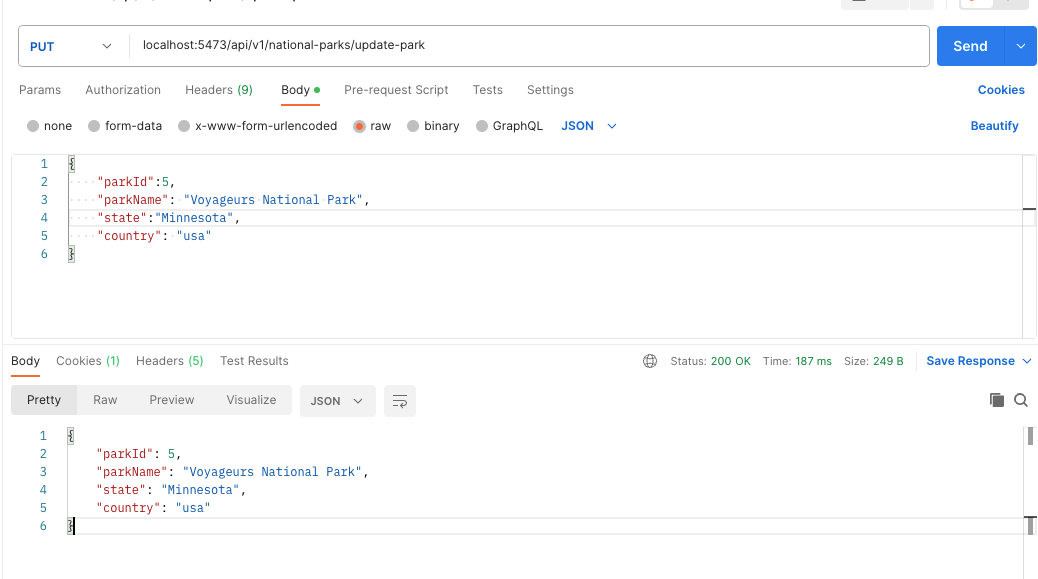 PUT localhost:5473/api/v1/national-parks/update-park Send
Params Authorization Headers (9) Body Pre-request Script Tests Settings Cookies
none form-data x-www-form-urlencoded raw binary GraphQL JSON Beautify
1 {
2 "parkId":5,
3 "parkName": "Voyageurs National Park",
4 "state":"Minnesota",
5 "country": "usa"
6 }
Body Cookies (1) Headers (5) Test Results Status: 200 OK Time: 187 ms Size: 249 B Save Response
Pretty Raw Preview Visualize JSON
1 {
2 "parkId": 5,
3 "parkName": "Voyageurs National Park",
4 "state": "Minnesota",
5 "country": "usa"
6 }